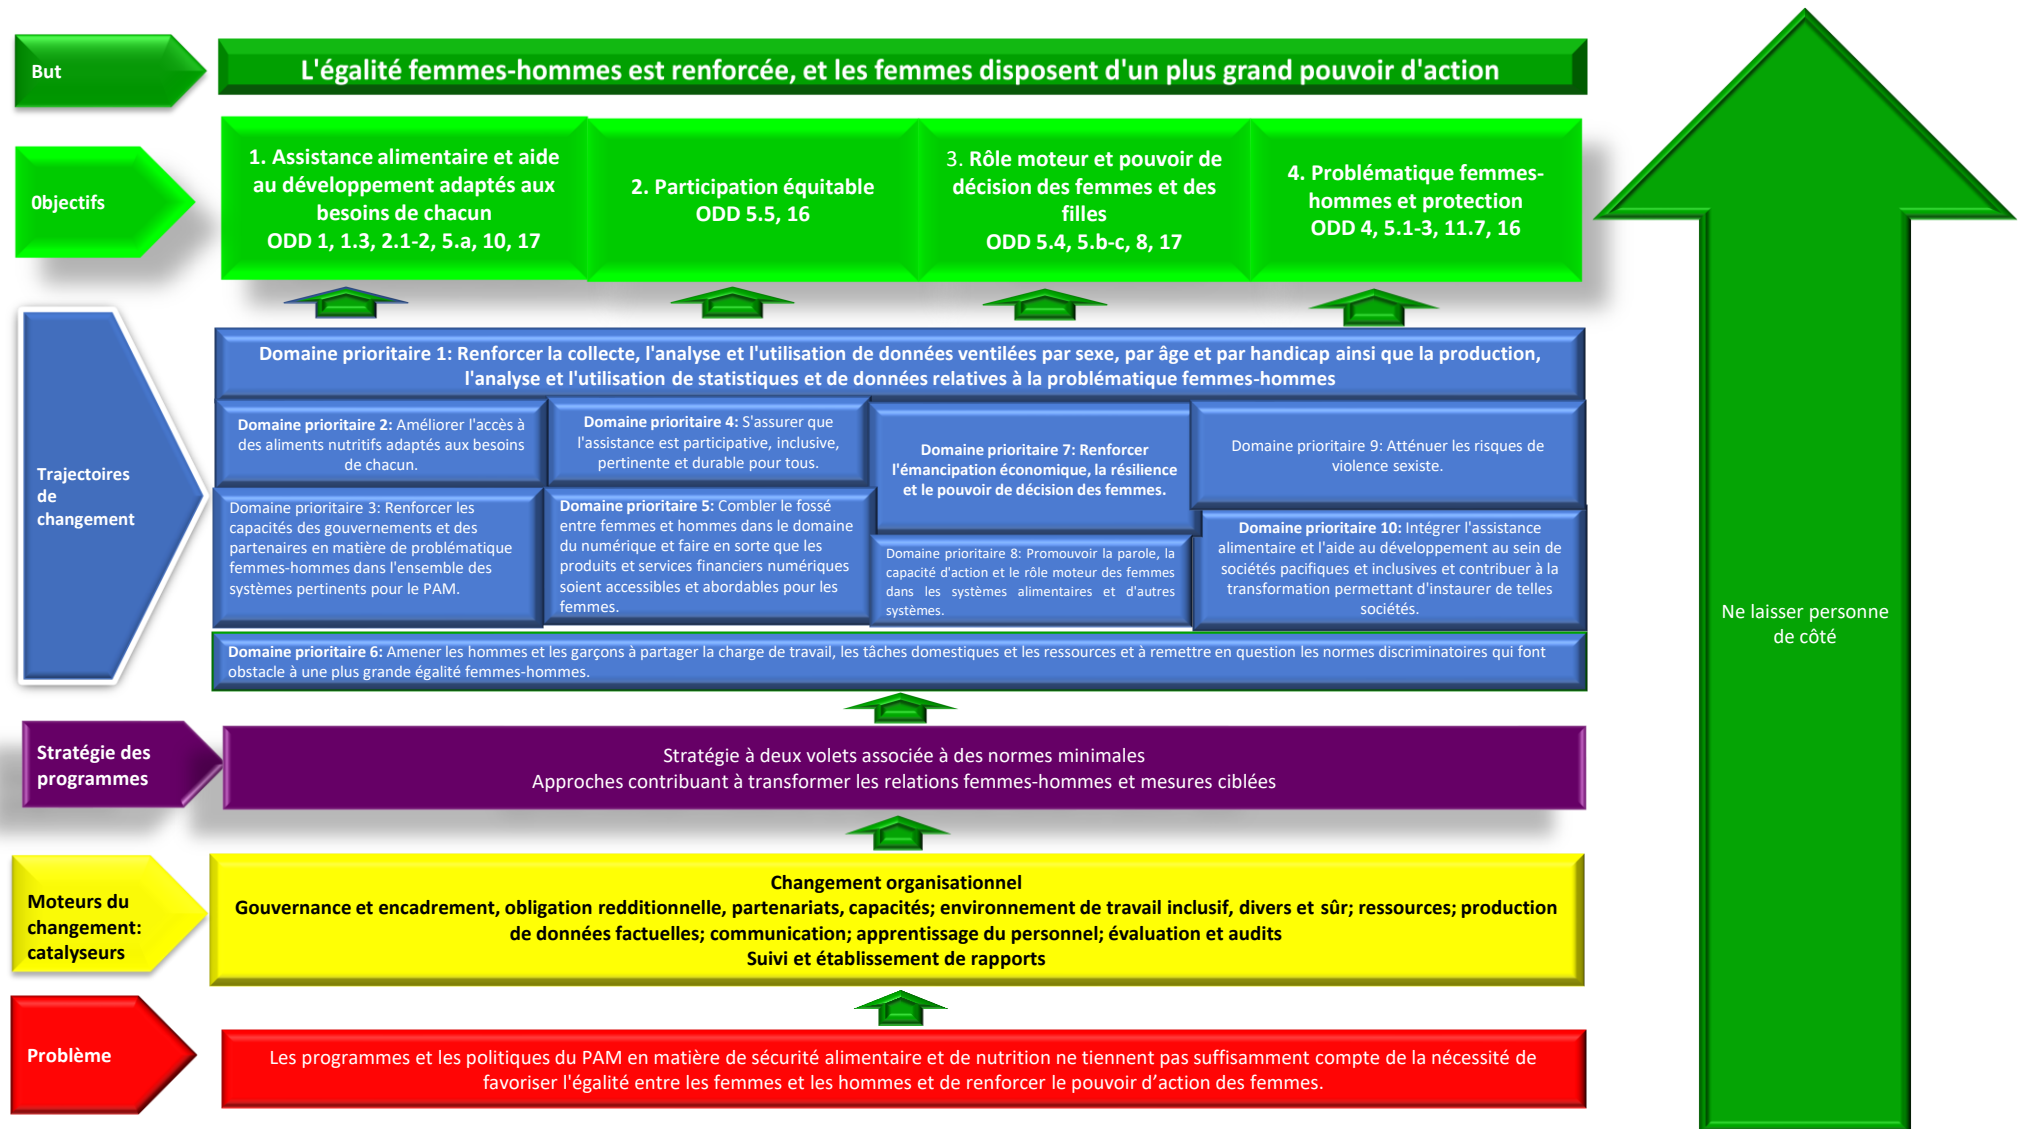 But
L'égalité femmes-hommes est renforcée, et les femmes disposent d'un plus grand pouvoir d'action
0bjectifs
1. Assistance alimentaire et aide
au développement adaptés aux
besoins de chacun
ODD 1, 1.3, 2.1-2, 5.a, 10, 17
2. Participation équitable
ODD 5.5, 16
3. Rôle moteur et pouvoir de
décision des femmes et des
filles
ODD 5.4, 5.b-c, 8, 17
4. Problématique femmes-
hommes et protection
ODD 4, 5.1-3, 11.7, 16
Trajectoires
de
changement
Domaine prioritaire 1: Renforcer la collecte, l'analyse et l'utilisation de données ventilées par sexe, par âge et par handicap ainsi que la production,
l'analyse et l'utilisation de statistiques et de données relatives à la problématique femmes-hommes
Domaine prioritaire 2: Améliorer l'accès à
des aliments nutritifs adaptés aux besoins
de chacun.
Domaine prioritaire 3: Renforcer les
capacités des gouvernements et des
partenaires en matière de problématique
femmes-hommes dans l'ensemble des
systèmes pertinents pour le PAM.
Domaine prioritaire 4: S'assurer que
l'assistance est participative, inclusive,
pertinente et durable pour tous.
Domaine prioritaire 5: Combler le fossé
entre femmes et hommes dans le domaine
du numérique et faire en sorte que les
produits et services financiers numériques
soient accessibles et abordables pour les
femmes.
Domaine prioritaire 7: Renforcer
l'émancipation économique, la résilience
et le pouvoir de décision des femmes.
Domaine prioritaire 8: Promouvoir la parole, la
capacité d'action et le rôle moteur des femmes
dans les systèmes alimentaires et d'autres
systèmes.
Domaine prioritaire 9: Atténuer les risques de
violence sexiste.
Domaine prioritaire 10: Intégrer l'assistance
alimentaire et l'aide au développement au sein de
sociétés pacifiques et inclusives et contribuer à la
transformation permettant d'instaurer de telles
sociétés.
Domaine prioritaire 6: Amener les hommes et les garçons à partager la charge de travail, les tâches domestiques et les ressources et à remettre en question les normes discriminatoires qui font
obstacle à une plus grande égalité femmes-hommes.
Stratégie des
programmes
Stratégie à deux volets associée à des normes minimales
Approches contribuant à transformer les relations femmes-hommes et mesures ciblées
Moteurs du
changement:
catalyseurs
Changement organisationnel
Gouvernance et encadrement, obligation redditionnelle, partenariats, capacités; environnement de travail inclusif, divers et sûr; ressources; production
de données factuelles; communication; apprentissage du personnel; évaluation et audits
Suivi et établissement de rapports
Problème
Les programmes et les politiques du PAM en matière de sécurité alimentaire et de nutrition ne tiennent pas suffisamment compte de la nécessité de
favoriser l'égalité entre les femmes et les hommes et de renforcer le pouvoir d’action des femmes.
Ne laisser personne
de côté